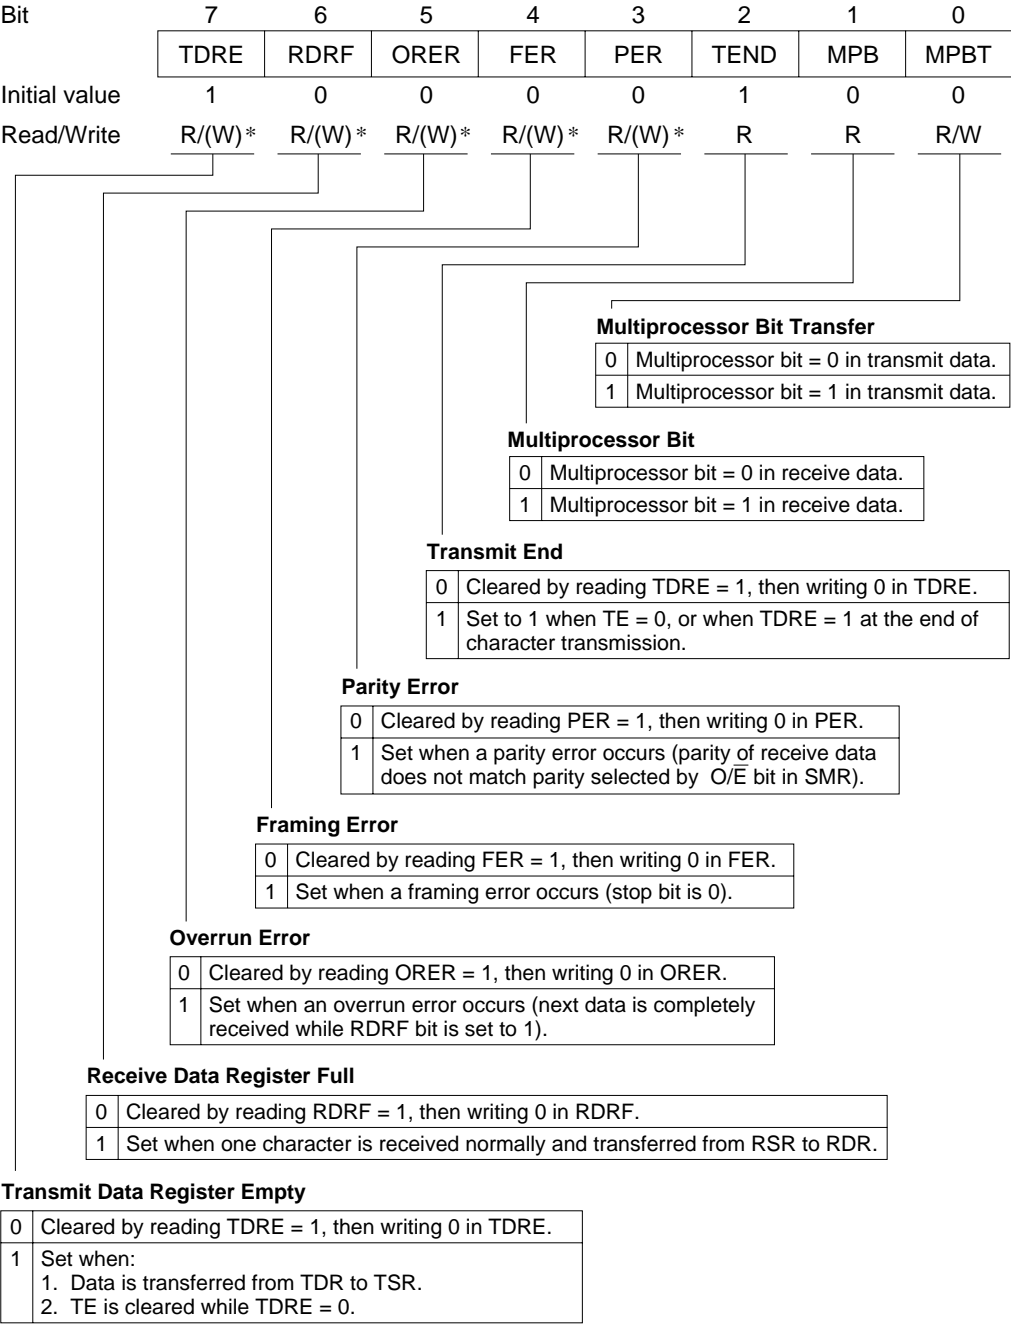 Bit 7 6 5 4 3 2 1 0
TDRE RDRF ORER FER PER TEND MPB MPBT
Initial value 1 0 0 0 0 1 0 0
Read/Write R/(W)* R/(W)* R/(W)* R/(W)* R/(W)* R R R/W
Multiprocessor Bit Transfer
0 Multiprocessor bit = 0 in transmit data.
1 Multiprocessor bit = 1 in transmit data.
Multiprocessor Bit
0 Multiprocessor bit = 0 in receive data.
1 Multiprocessor bit = 1 in receive data.
Transmit End
0 Cleared by reading TDRE = 1, then writing 0 in TDRE.
1 Set to 1 when TE = 0, or when TDRE = 1 at the end of
character transmission.
Parity Error
0 Cleared by reading PER = 1, then writing 0 in PER.
1 Set when a parity error occurs (parity of receive data
does not match parity selected by O/E̅ bit in SMR).
Framing Error
0 Cleared by reading FER = 1, then writing 0 in FER.
1 Set when a framing error occurs (stop bit is 0).
Overrun Error
0 Cleared by reading ORER = 1, then writing 0 in ORER.
1 Set when an overrun error occurs (next data is completely
received while RDRF bit is set to 1).
Receive Data Register Full
0 Cleared by reading RDRF = 1, then writing 0 in RDRF.
1 Set when one character is received normally and transferred from RSR to RDR.
Transmit Data Register Empty
0 Cleared by reading TDRE = 1, then writing 0 in TDRE.
1 Set when:
1. Data is transferred from TDR to TSR.
2. TE is cleared while TDRE = 0.